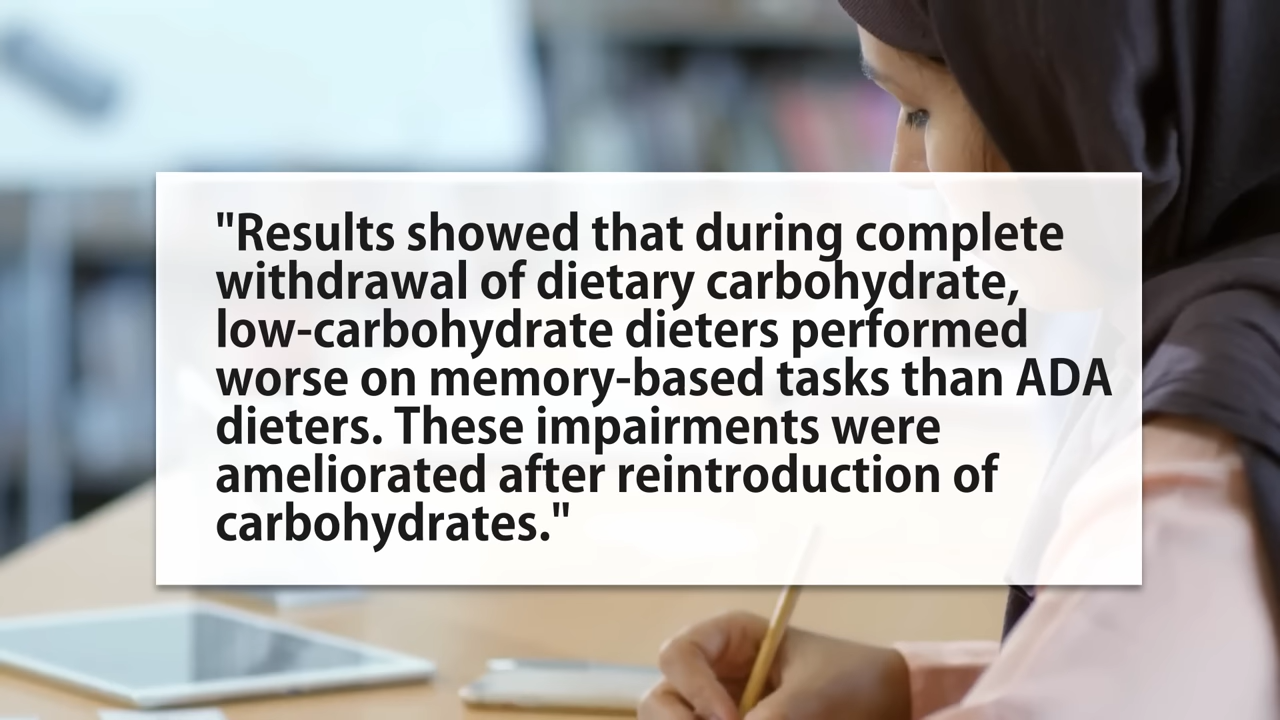 "Results showed that during complete
withdrawal of dietary carbohydrate,
low-carbohydrate dieters performed
worse on memory-based tasks than ADA
dieters. These impairments were
ameliorated after reintroduction of
carbohydrates."